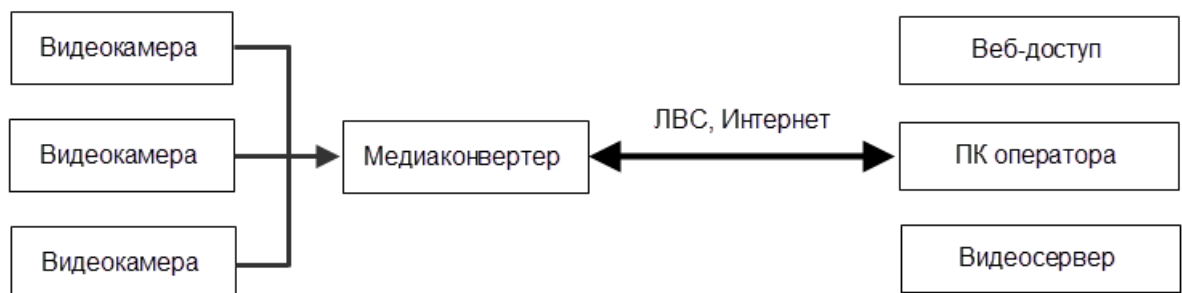 Видеокамера
Видеокамера
Видеокамера
Медиаконвертер
ЛВС, Интернет
Веб-доступ
ПК оператора
Видеосервер